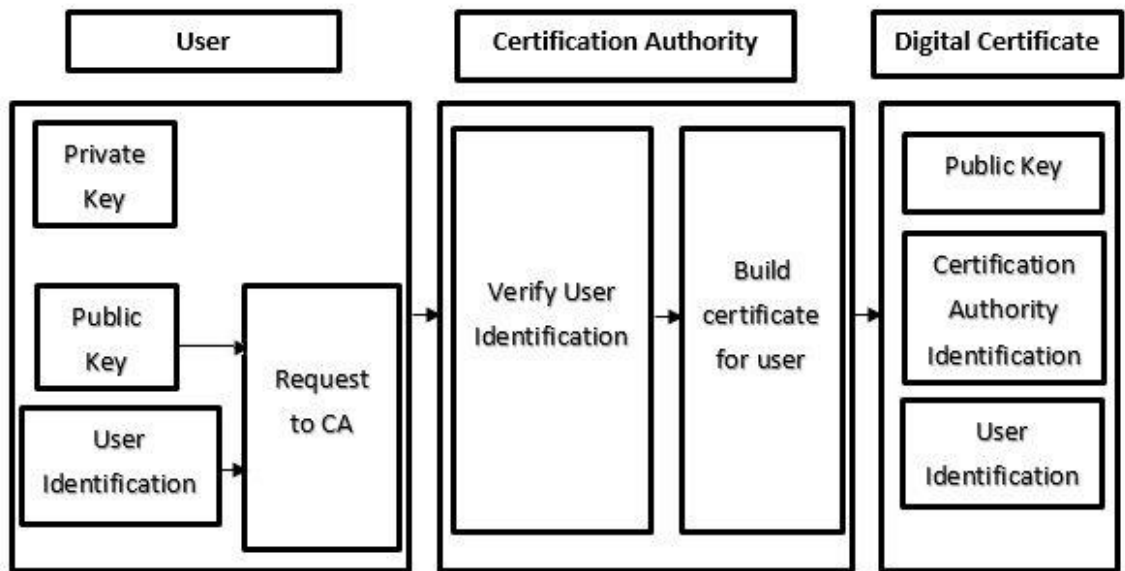 User
Certification Authority
Digital Certificate
Private
Key
Public
Key
User
Identification
Request
to CA
Verify User
Identification
Build
certificate
for user
Public Key
Certification
Authority
Identification
User
Identification